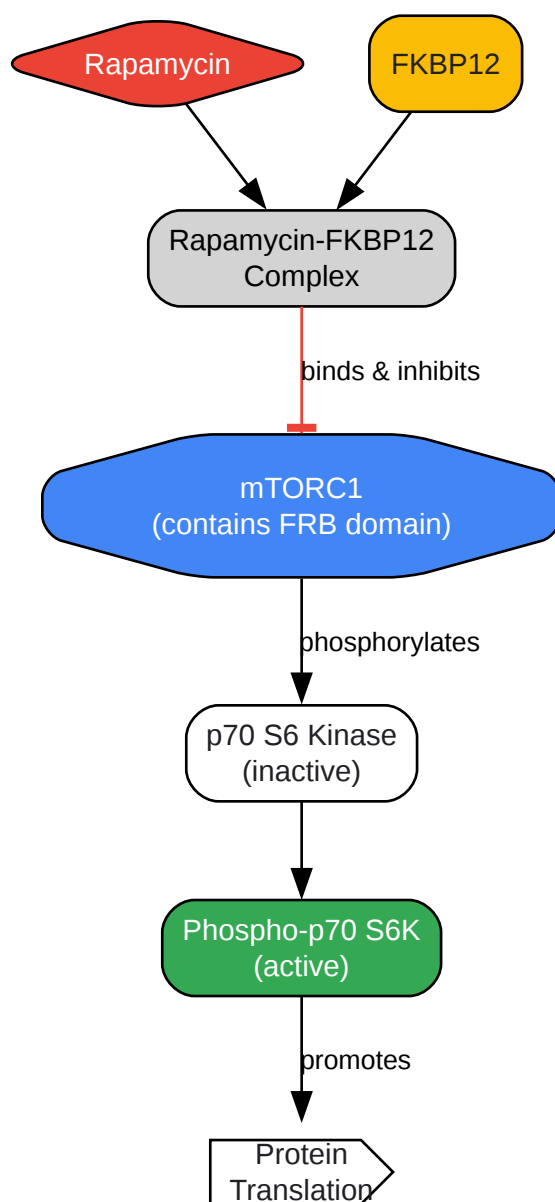 Rapamycin
FKBP12
Rapamycin-FKBP12
Complex
binds & inhibits
mTORC1
(contains FRB domain)
phosphorylates
p70 S6 Kinase
(inactive)
Phospho-p70 S6K
(active)
promotes
Protein
Translation